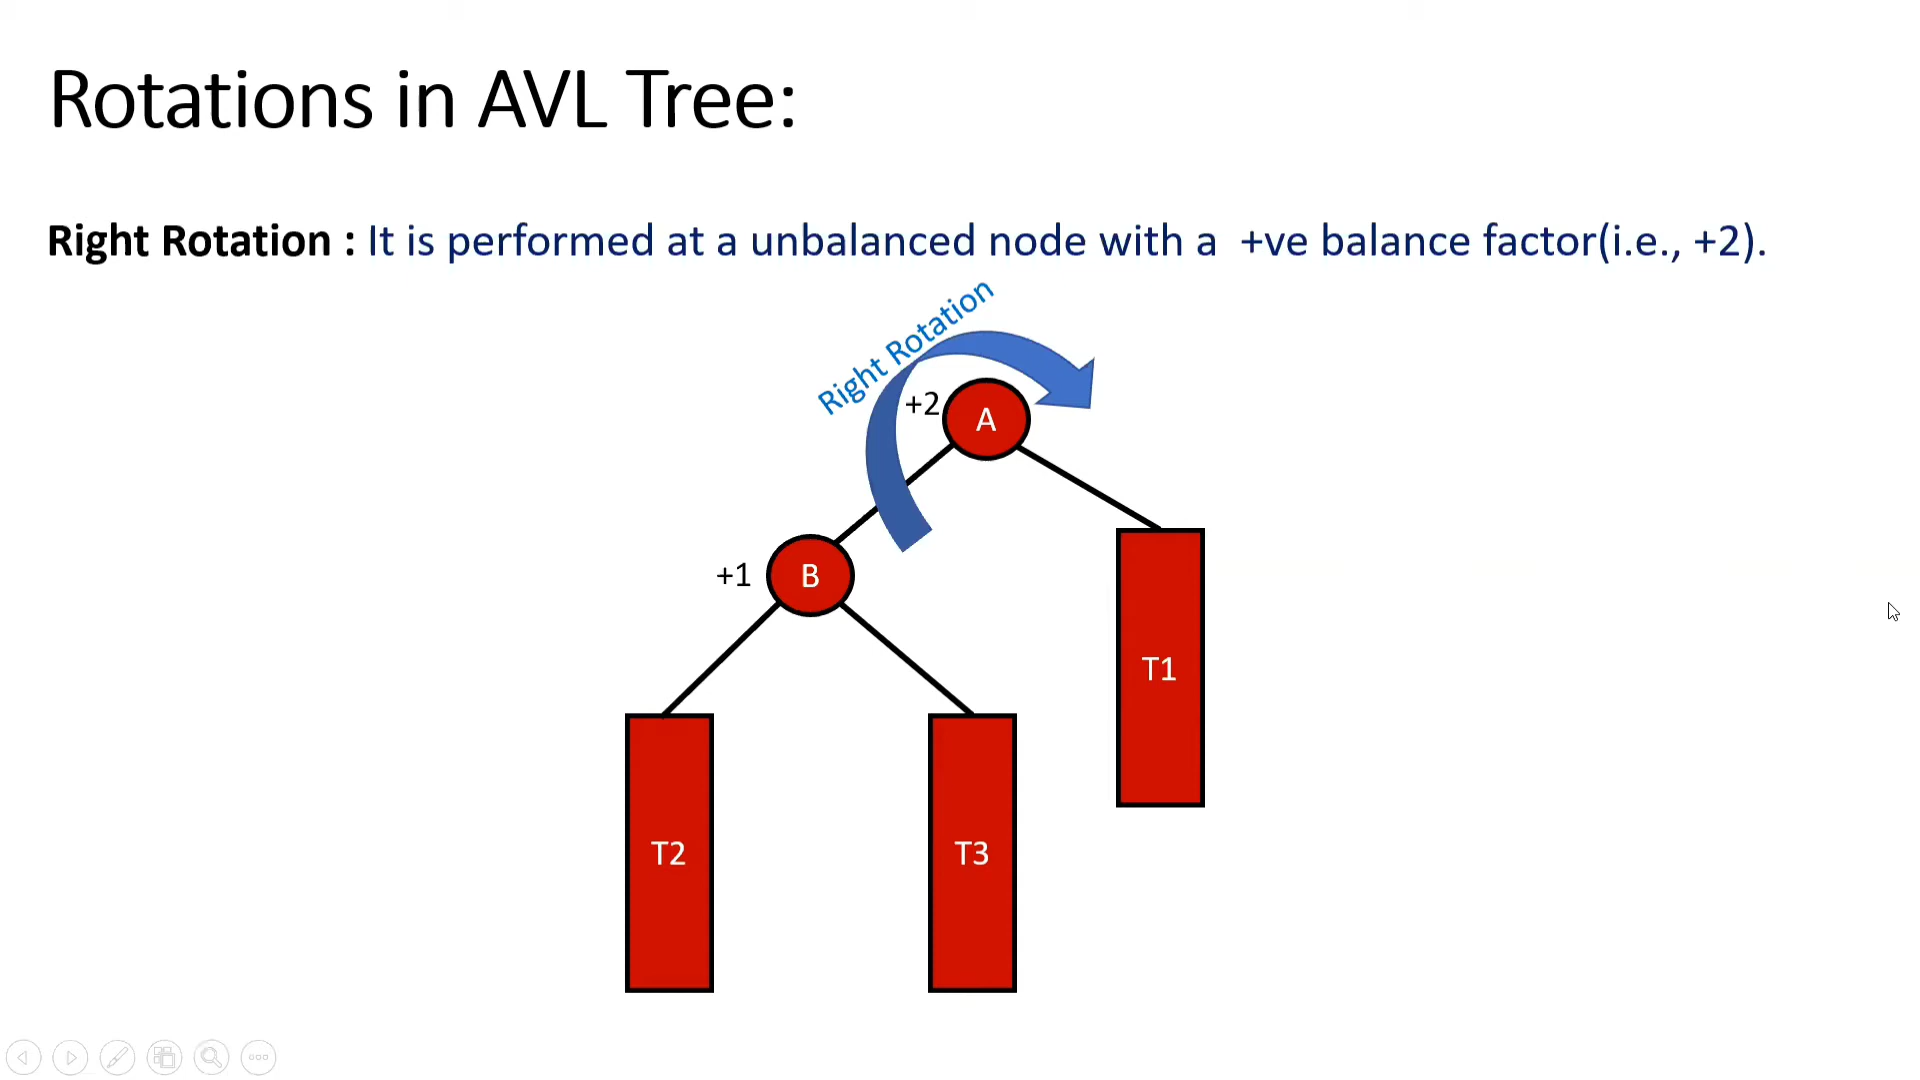 Rotations in AVL Tree:
Right Rotation : It is performed at a unbalanced node with a +ve balance factor(i.e., +2).
Right Rotation
+2
A
+1
B
T1
T2
T3